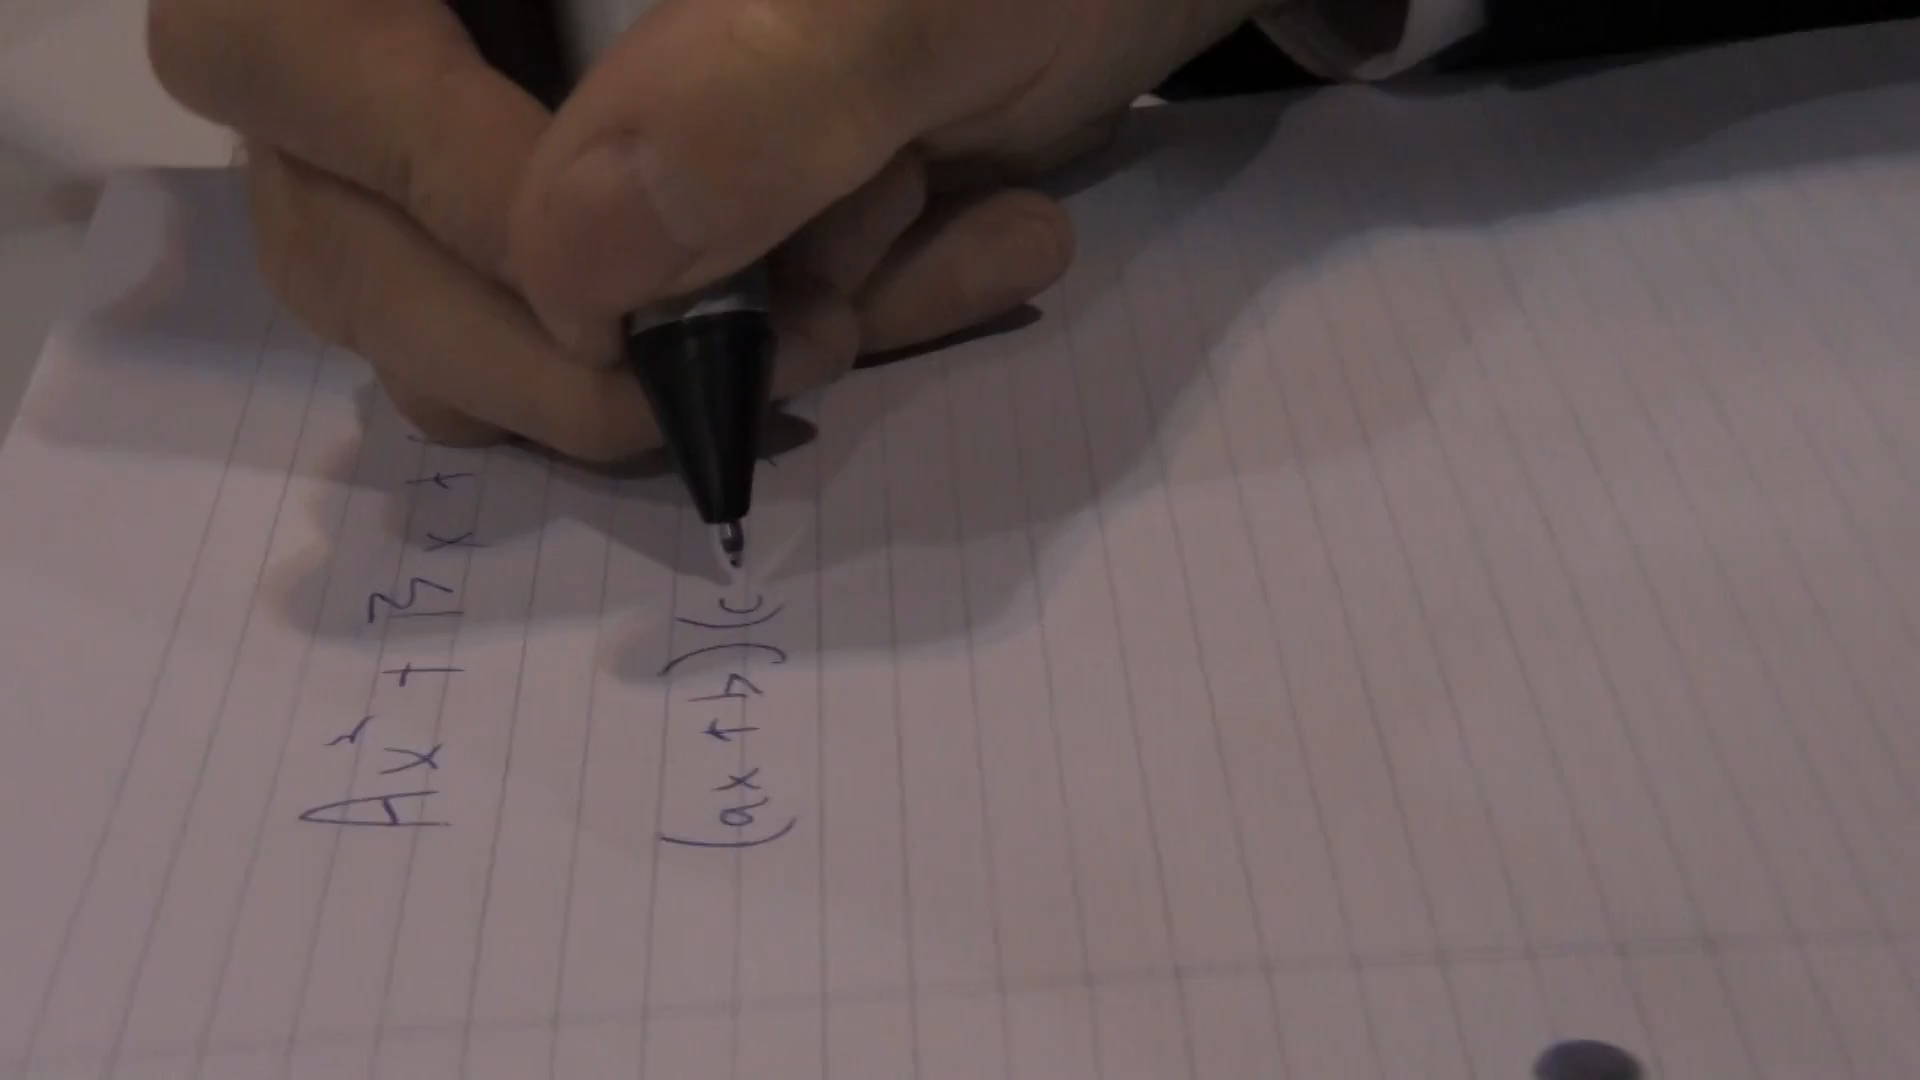 Ax² + Bx +
(ax + b)(c